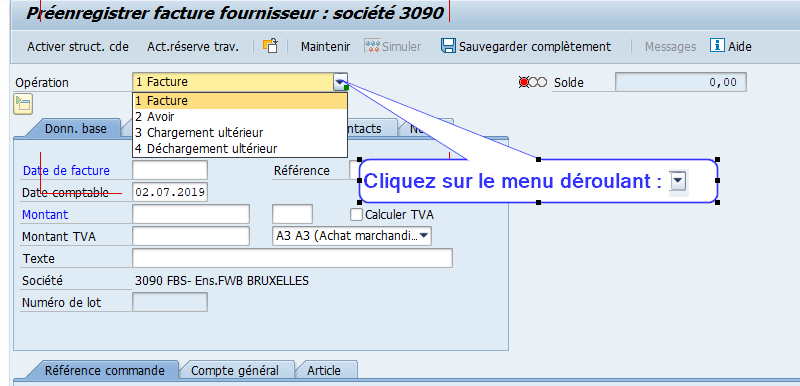 Préenregistrer facture fournisseur : société 3090
Activer struct. cde Act.réserve trav. Maintenir Simuler Sauvegarder complètement Messages Aide
Opération 1 Facture Solde 0,00
1 Facture
2 Avoir
3 Chargement ultérieur
4 Déchargement ultérieur
Donn. base ntacts
Date de facture Référence
Cliquez sur le menu déroulant :
Date comptable 02.07.2019
Montant Calculer TVA
Montant TVA A3 A3 (Achat marchandi...
Texte
Société 3090 FBS- Ens.FWB BRUXELLES
Numéro de lot
Référence commande Compte général Article